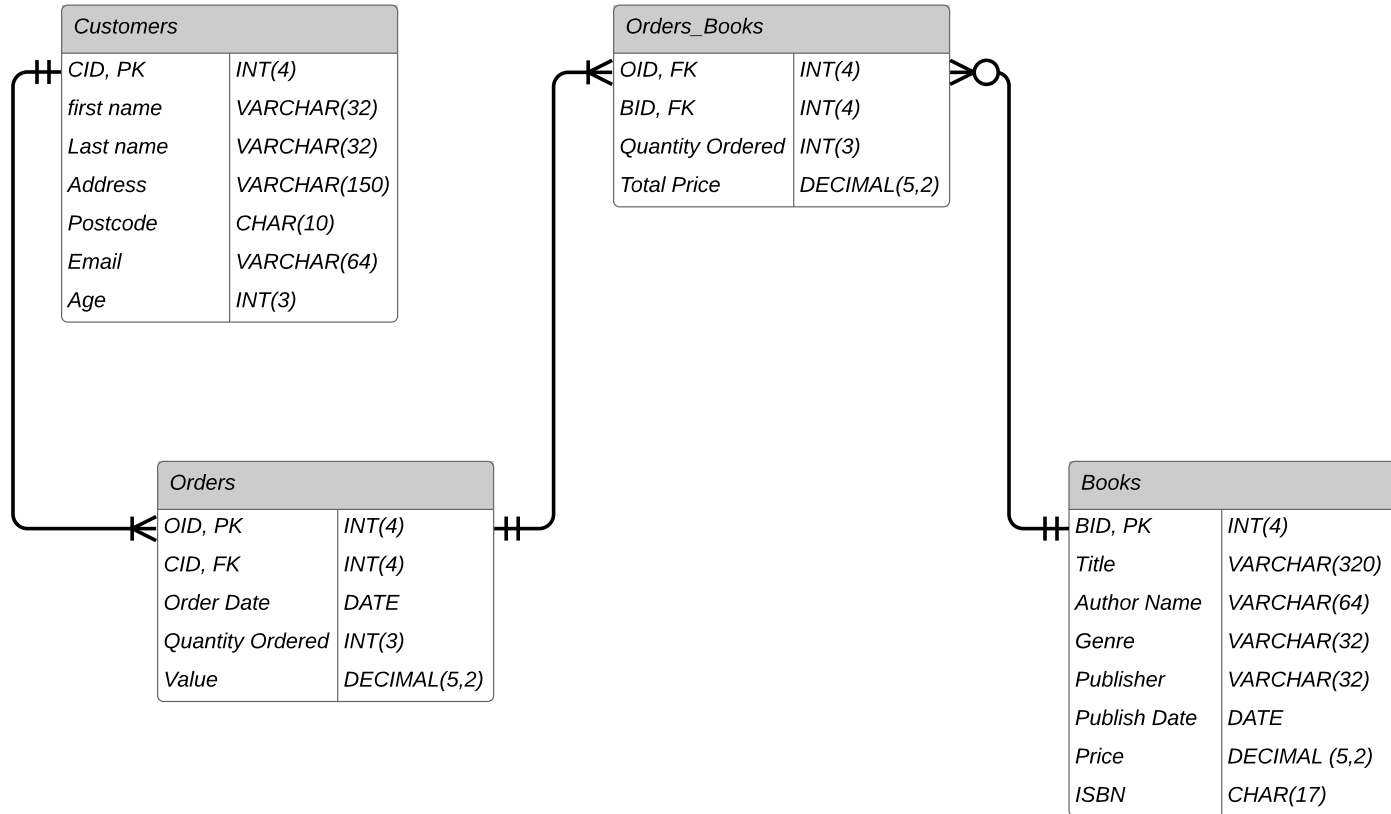 Customers
CID, PK INT(4)
first name VARCHAR(32)
Last name VARCHAR(32)
Address VARCHAR(150)
Postcode CHAR(10)
Email VARCHAR(64)
Age INT(3)
Orders_Books
OID, FK INT(4)
BID, FK INT(4)
Quantity Ordered INT(3)
Total Price DECIMAL(5,2)
Orders
OID, PK INT(4)
CID, FK INT(4)
Order Date DATE
Quantity Ordered INT(3)
Value DECIMAL(5,2)
Books
BID, PK INT(4)
Title VARCHAR(320)
Author Name VARCHAR(64)
Genre VARCHAR(32)
Publisher VARCHAR(32)
Publish Date DATE
Price DECIMAL (5,2)
ISBN CHAR(17)